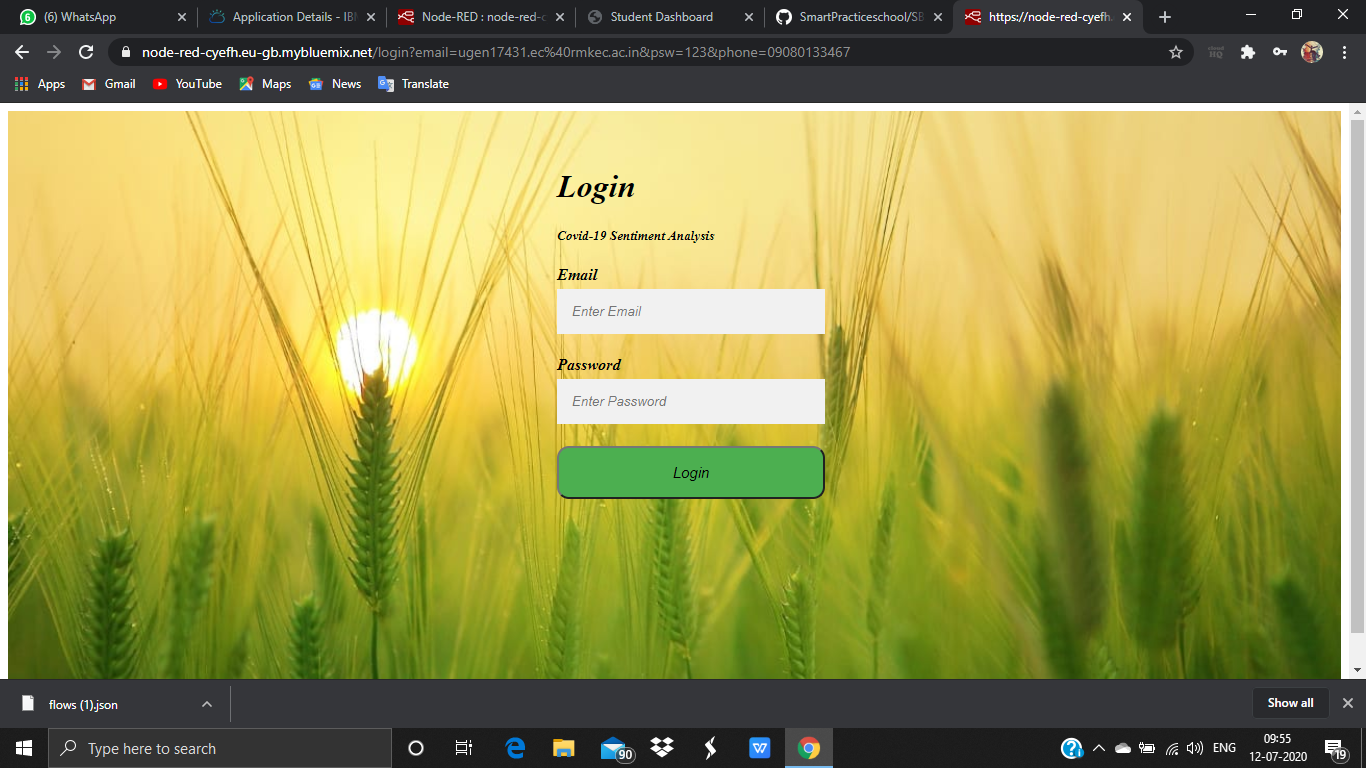 (6) WhatsApp
Application Details - IBM
Node-RED : node-red-c
Student Dashboard
SmartPracticeschool/SB
https://node-red-cyefh.
node-red-cyefh.eu-gb.mybluemix.net/login?email=ugen17431.ec%40rmkec.ac.in&psw=123&phone=09080133467
Apps Gmail YouTube Maps News Translate
Login
Covid-19 Sentiment Analysis
Email
Enter Email
Password
Enter Password
Login
flows (1).json
Show all
Type here to search
90
ENG
09:55
12-07-2020
19